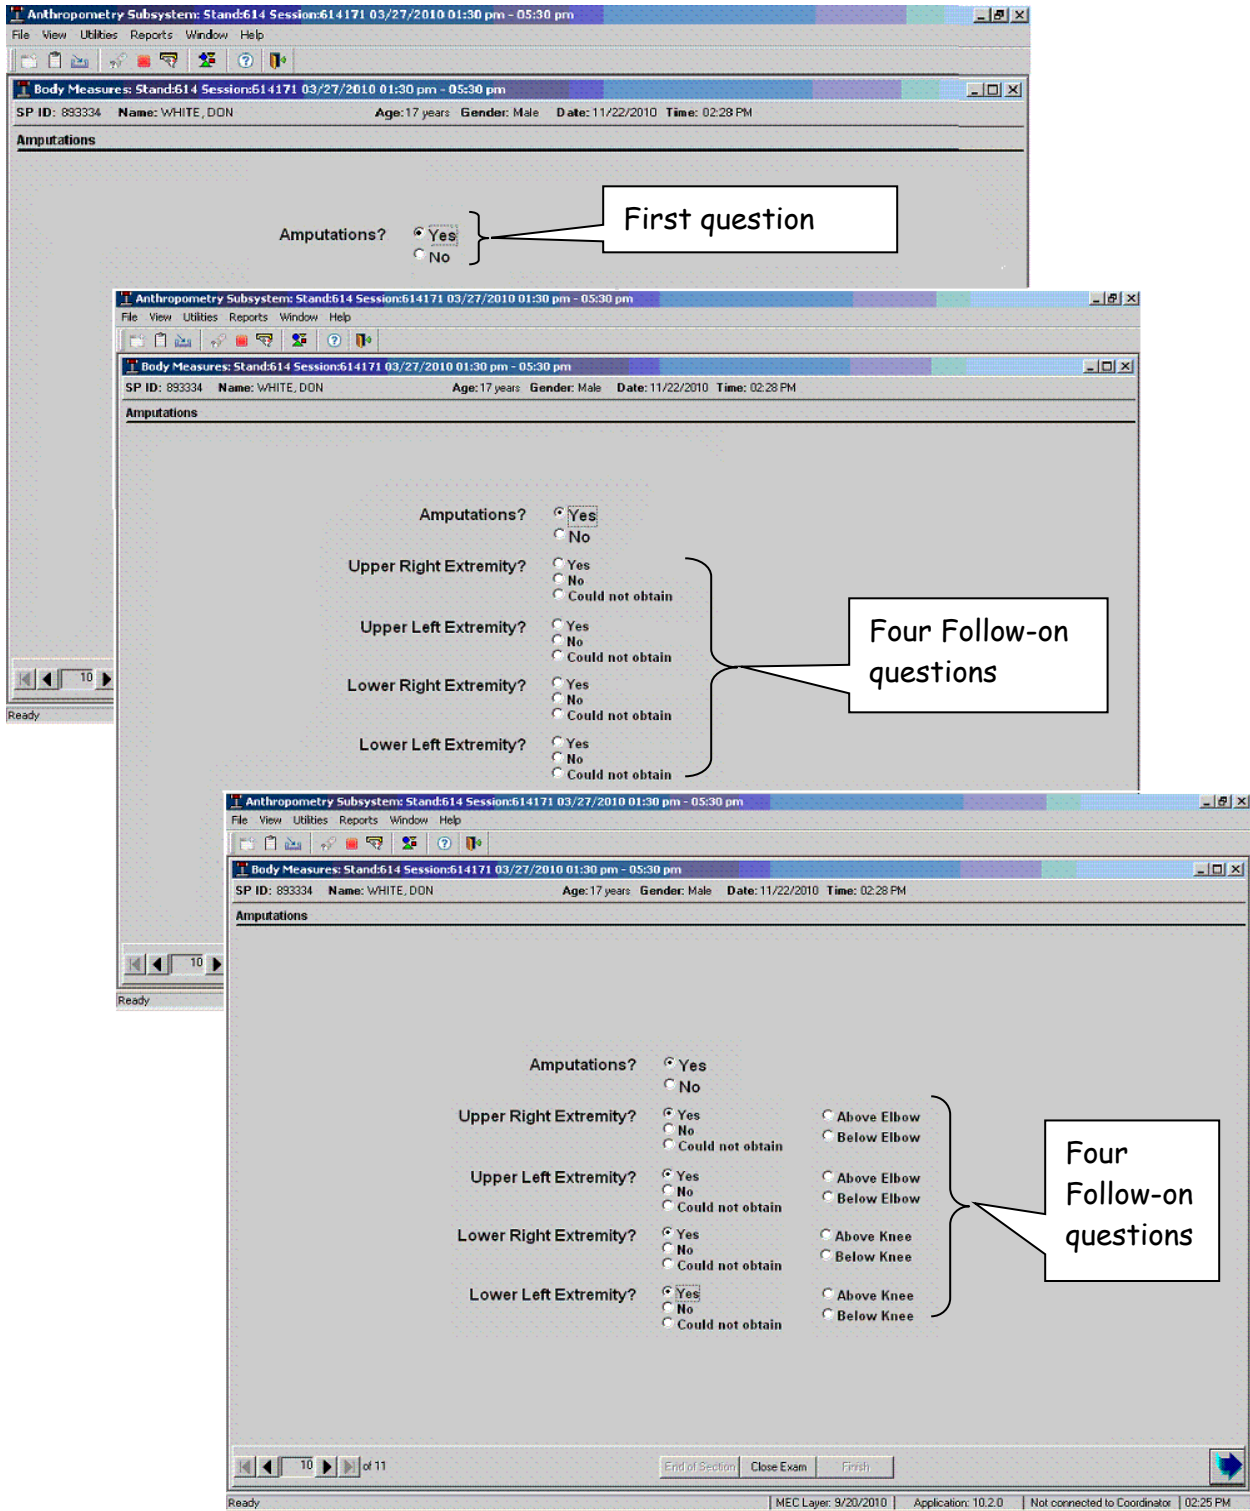 Anthropometry Subsystem: Stand:614 Session:614171 03/27/2010 01:30 pm - 05:30 pm
File View Utilities Reports Window Help
Body Measures: Stand:614 Session:614171 03/27/2010 01:30 pm - 05:30 pm
SP ID: 893334 Name: WHITE, DON Age: 17 years Gender: Male Date: 11/22/2010 Time: 02:28 PM
Amputations
Amputations? Yes
No
First question
10
Ready
Anthropometry Subsystem: Stand:614 Session:614171 03/27/2010 01:30 pm - 05:30 pm
File View Utilities Reports Window Help
Body Measures: Stand:614 Session:614171 03/27/2010 01:30 pm - 05:30 pm
SP ID: 893334 Name: WHITE, DON Age: 17 years Gender: Male Date: 11/22/2010 Time: 02:28 PM
Amputations
Amputations? Yes
No
Upper Right Extremity? Yes
No
Could not obtain
Upper Left Extremity? Yes
No
Could not obtain
Lower Right Extremity? Yes
No
Could not obtain
Lower Left Extremity? Yes
No
Could not obtain
Four Follow-on
questions
10
Ready
Anthropometry Subsystem: Stand:614 Session:614171 03/27/2010 01:30 pm - 05:30 pm
File View Utilities Reports Window Help
Body Measures: Stand:614 Session:614171 03/27/2010 01:30 pm - 05:30 pm
SP ID: 893334 Name: WHITE, DON Age: 17 years Gender: Male Date: 11/22/2010 Time: 02:28 PM
Amputations
Amputations? Yes
No
Upper Right Extremity? Yes Above Elbow
No
Below Elbow
Could not obtain
Upper Left Extremity? Yes Above Elbow
No
Below Elbow
Could not obtain
Lower Right Extremity? Yes Above Knee
No
Below Knee
Could not obtain
Lower Left Extremity? Yes Above Knee
No
Below Knee
Could not obtain
Four
Follow-on
questions
10 of 11 End of Section Close Exam Finish
Ready MEC Layer: 9/20/2010 Application: 10.2.0 Not connected to Coordinator 02:25 PM